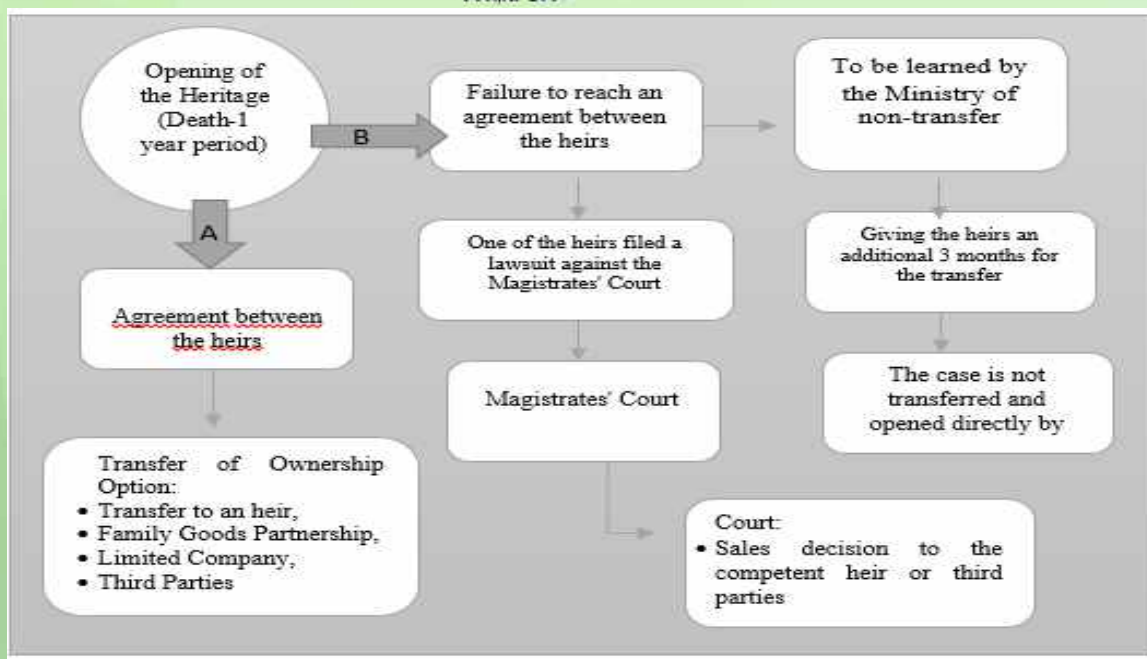 Opening of
the Heritage
(Death-1
year period)
B
A
Failure to reach an
agreement between
the heirs
To be learned by
the Ministry of
non-transfer
One of the heirs filed a
lawsuit against the
Magistrates' Court
Giving the heirs an
additional 3 months for
the transfer
Agreement between
the heirs
Magistrates' Court
The case is not
transferred and
opened directly by
Transfer of Ownership
Option:
• Transfer to an heir,
• Family Goods Partnership,
• Limited Company,
• Third Parties
Court:
• Sales decision to the
competent heir or third
parties